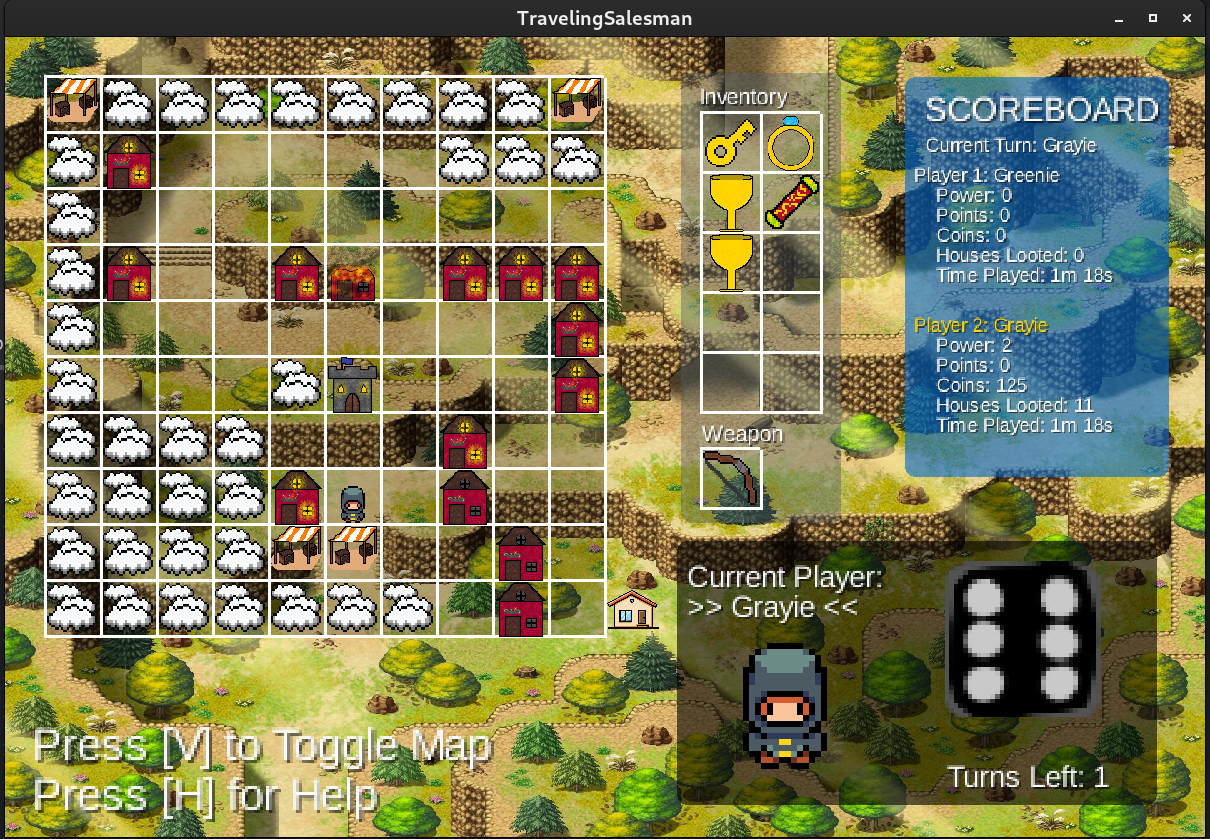 TravelingSalesman
Inventory
Weapon
SCOREBOARD
Current Turn: Grayie
Player 1: Greenie
Power: 0
Points: 0
Coins: 0
Houses Looted: 0
Time Played: 1m 18s
Player 2: Grayie
Power: 2
Points: 0
Coins: 125
Houses Looted: 11
Time Played: 1m 18s
Current Player:
>> Grayie <<
Turns Left: 1
Press [V] to Toggle Map
Press [H] for Help